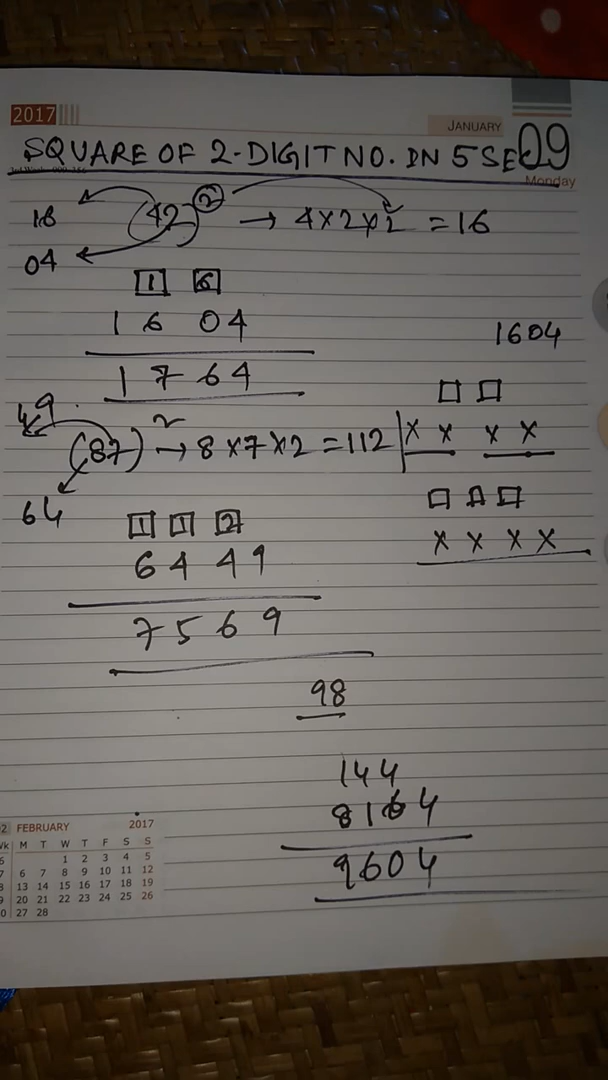 2017
JANUARY
SQUARE OF 2-DIGIT NO. IN 5 SE
09
Monday
16 (42)² → 4×2×2 = 16
04
1 6
1 6 04
1604
1 7 6 4
49
(87)² → 8×7×2 = 112 | × × × ×
64
1 1 2
6 4 4 9
× × × ×
7 5 6 9
98
144
8164
9604
02 FEBRUARY 2017
Wk M T W T F S S
1 2 3 4 5
6 7 8 9 10 11 12
13 14 15 16 17 18 19
20 21 22 23 24 25 26
27 28